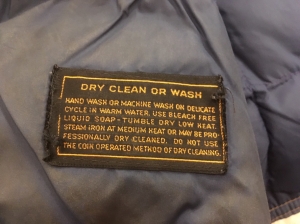 DRY CLEAN OR WASH
HAND WASH OR MACHINE WASH ON DELICATE
CYCLE IN WARM WATER. USE BLEACH FREE
LIQUID SOAP - TUMBLE DRY LOW HEAT.
STEAM IRON AT MEDIUM HEAT OR MAY BE PRO-
FESSIONALLY DRY CLEANED. DO NOT USE
THE COIN OPERATED METHOD OF DRY CLEANING.